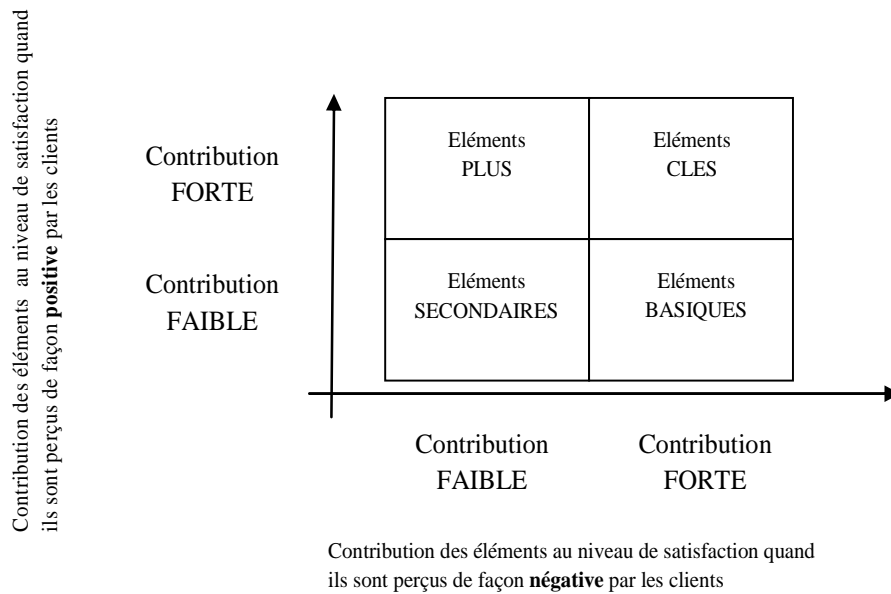 Contribution des éléments au niveau de satisfaction quand
ils sont perçus de façon positive par les clients
Contribution
FORTE
Eléments
PLUS
Eléments
CLES
Contribution
FAIBLE
Eléments
SECONDAIRES
Eléments
BASIQUES
Contribution
FAIBLE
Contribution
FORTE
Contribution des éléments au niveau de satisfaction quand
ils sont perçus de façon négative par les clients